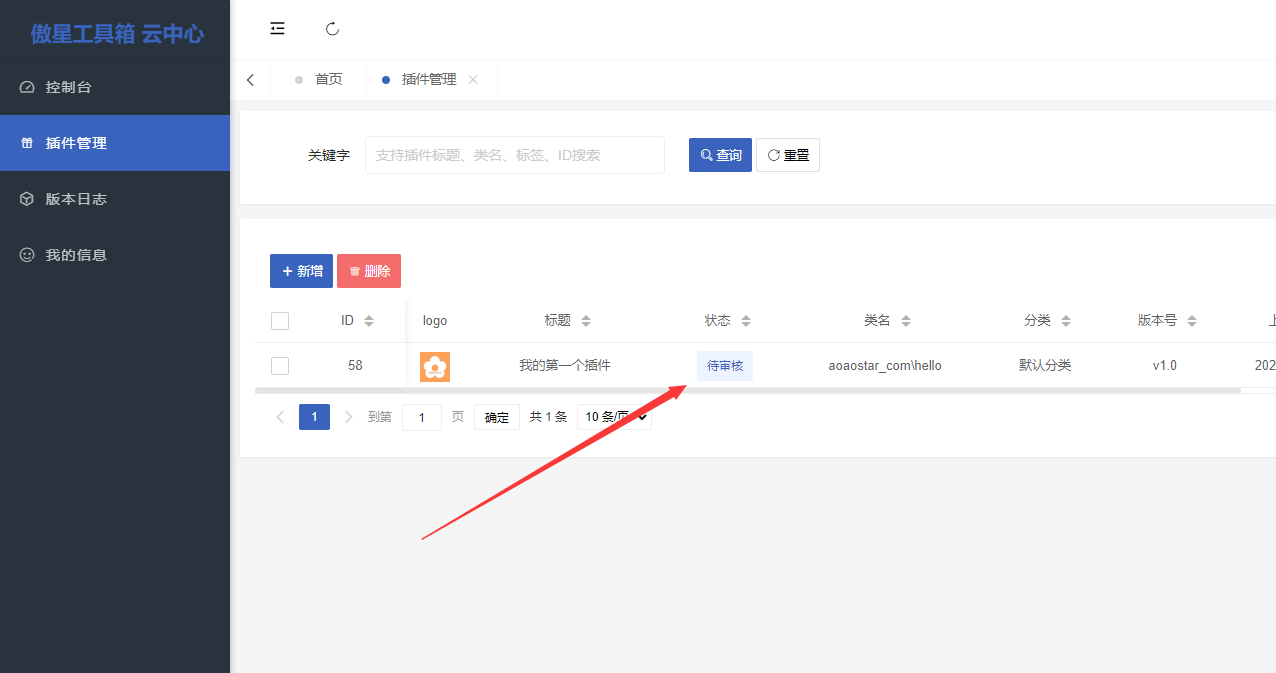 傲星工具箱 云中心
控制台
插件管理
版本日志
我的信息
首页 插件管理
关键字 支持插件标题、类名、标签、ID搜索 查询 重置
新增 删除
ID logo 标题 状态 类名 分类 版本号 上
58 我的第一个插件 待审核 aoaostar_com\hello 默认分类 v1.0 202
1 到第 1 页 确定 共 1 条 10 条/页